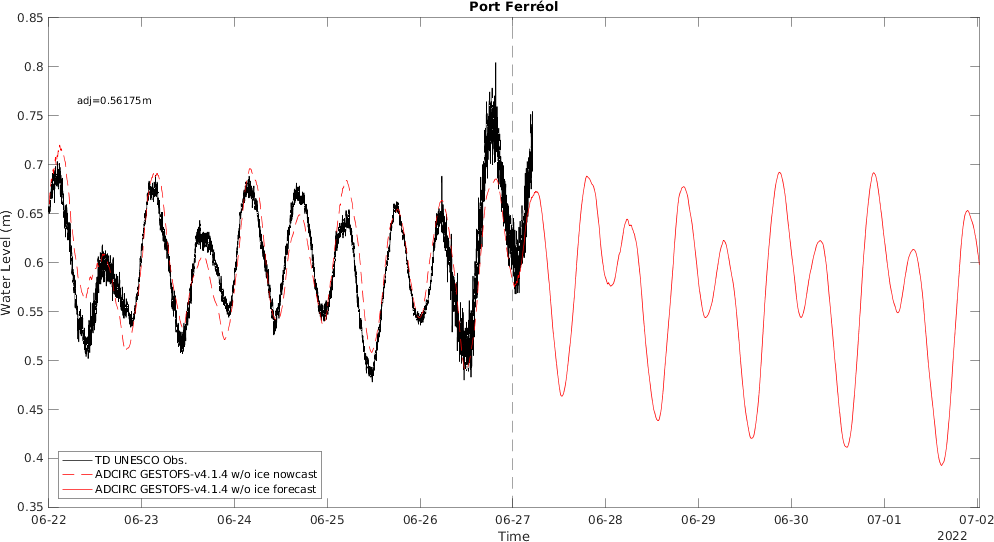 Port Ferréol
0.85
0.8
0.75
0.7
0.65
0.6
0.55
0.5
0.45
0.4
0.35
Water Level (m)
adj=0.56175m
TD UNESCO Obs.
ADCIRC GESTOFS-v4.1.4 w/o ice nowcast
ADCIRC GESTOFS-v4.1.4 w/o ice forecast
06-22 06-23 06-24 06-25 06-26 06-27 06-28 06-29 06-30 07-01 07-02
Time
2022